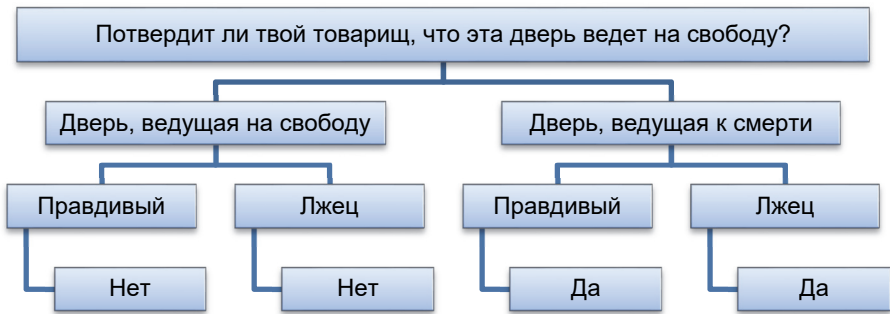 Потвердит ли твой товарищ, что эта дверь ведет на свободу?
Дверь, ведущая на свободу
Дверь, ведущая к смерти
Правдивый
Лжец
Правдивый
Лжец
Нет
Нет
Да
Да